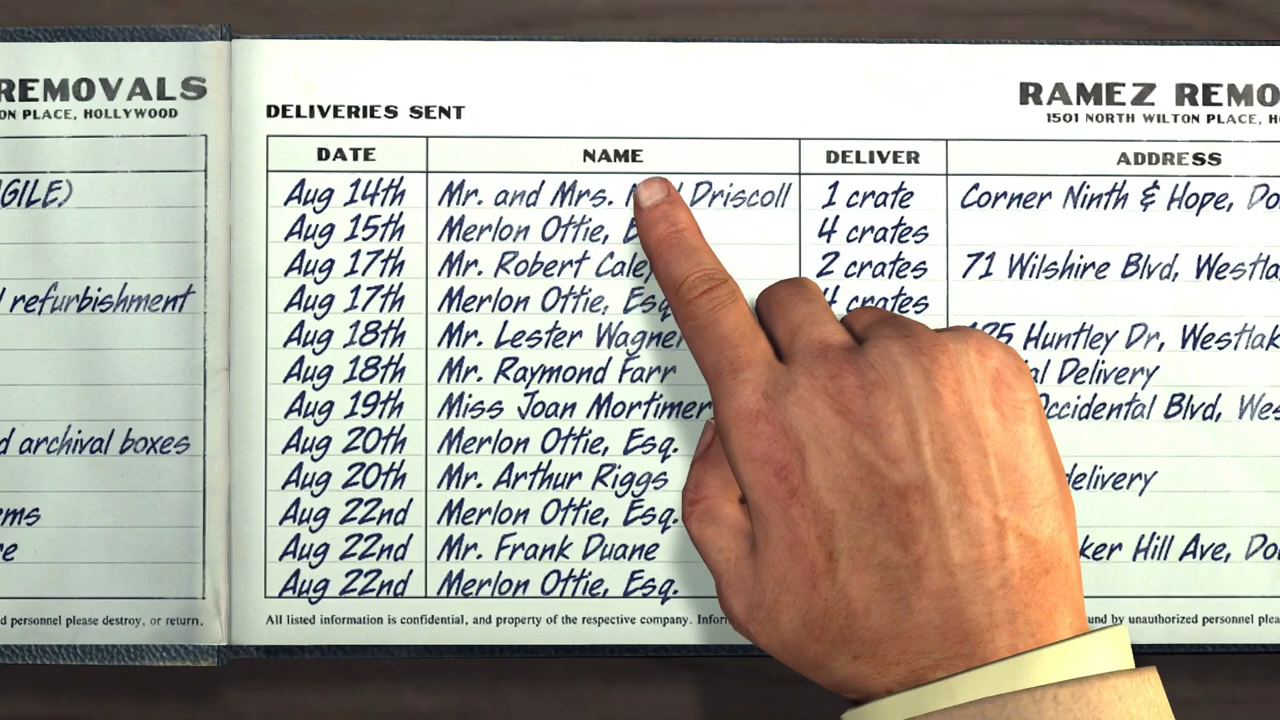 REMOVALS
ON PLACE, HOLLYWOOD
GILE)
refurbishment
archival boxes
personnel please destroy, or return.
DELIVERIES SENT
RAMEZ REMO
1501 NORTH WILTON PLACE, H
DATE NAME DELIVER ADDRESS
Aug 14th Mr. and Mrs. Driscoll 1 crate Corner Ninth & Hope, Do
Aug 15th Merlon Ottie, 4 crates
Aug 17th Mr. Robert Cale 2 crates 71 Wilshire Blvd, Westla
Aug 17th Merlon Ottie, Esq crates
Aug 18th Mr. Lester Wagner Huntley Dr, Westlak
Aug 18th Mr. Raymond Farr Delivery
Aug 19th Miss Joan Mortimer Occidental Blvd, Wes
Aug 20th Merlon Ottie, Esq.
Aug 20th Mr. Arthur Riggs delivery
Aug 22nd Merlon Ottie, Esq.
Aug 22nd Mr. Frank Duane ker Hill Ave, Do
Aug 22nd Merlon Ottie, Esq.
All listed information is confidential, and property of the respective company. by unauthorized personnel